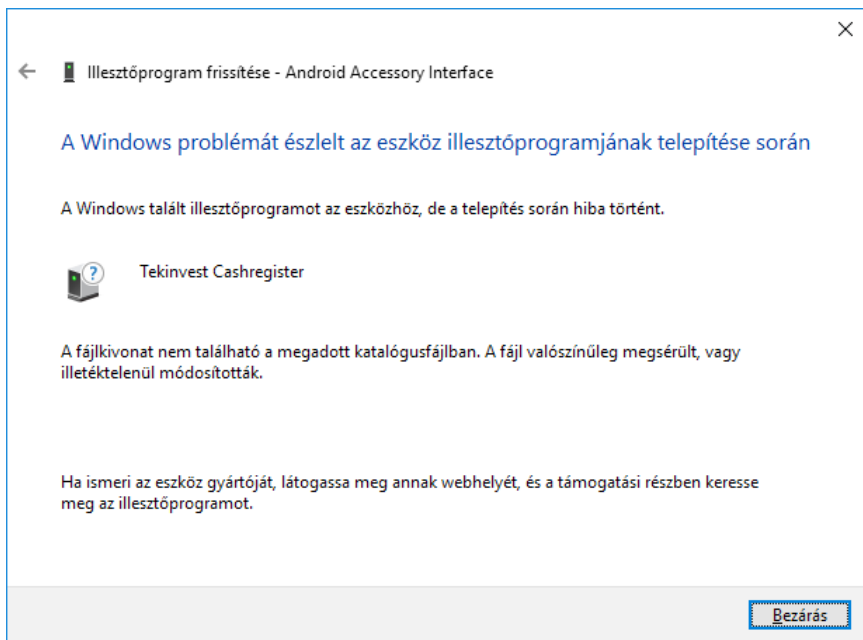 Illesztőprogram frissítése - Android Accessory Interface
A Windows problémát észlelt az eszköz illesztőprogramjának telepítése során
A Windows talált illesztőprogramot az eszközhöz, de a telepítés során hiba történt.
Tekinvest Cashregister
A fájlkivonat nem található a megadott katalógusfájlban. A fájl valószínűleg megsérült, vagy
illetéktelenül módosították.
Ha ismeri az eszköz gyártóját, látogassa meg annak webhelyét, és a támogatási részben keresse
meg az illesztőprogramot.
Bezárás